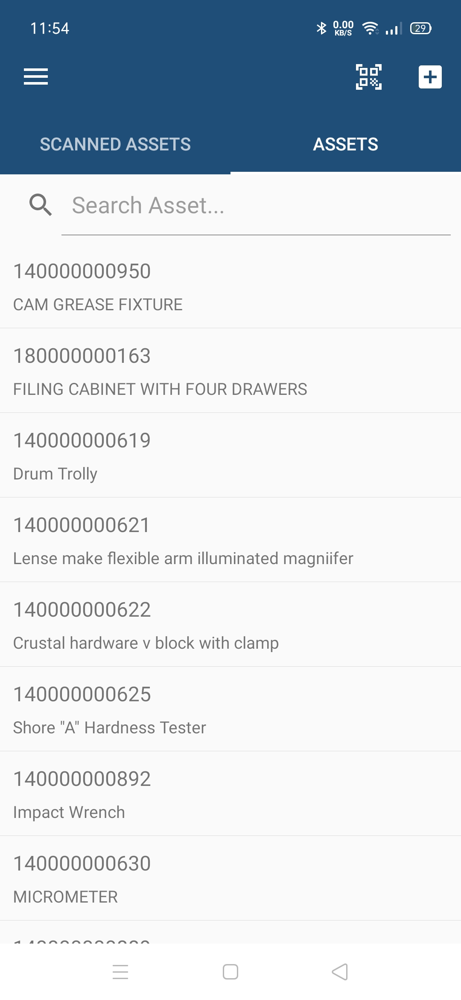 11:54
0.00
KB/S
29
SCANNED ASSETS
ASSETS
Search Asset...
140000000950
CAM GREASE FIXTURE
180000000163
FILING CABINET WITH FOUR DRAWERS
140000000619
Drum Trolly
140000000621
Lense make flexible arm illuminated magniifer
140000000622
Crustal hardware v block with clamp
140000000625
Shore "A" Hardness Tester
140000000892
Impact Wrench
140000000630
MICROMETER